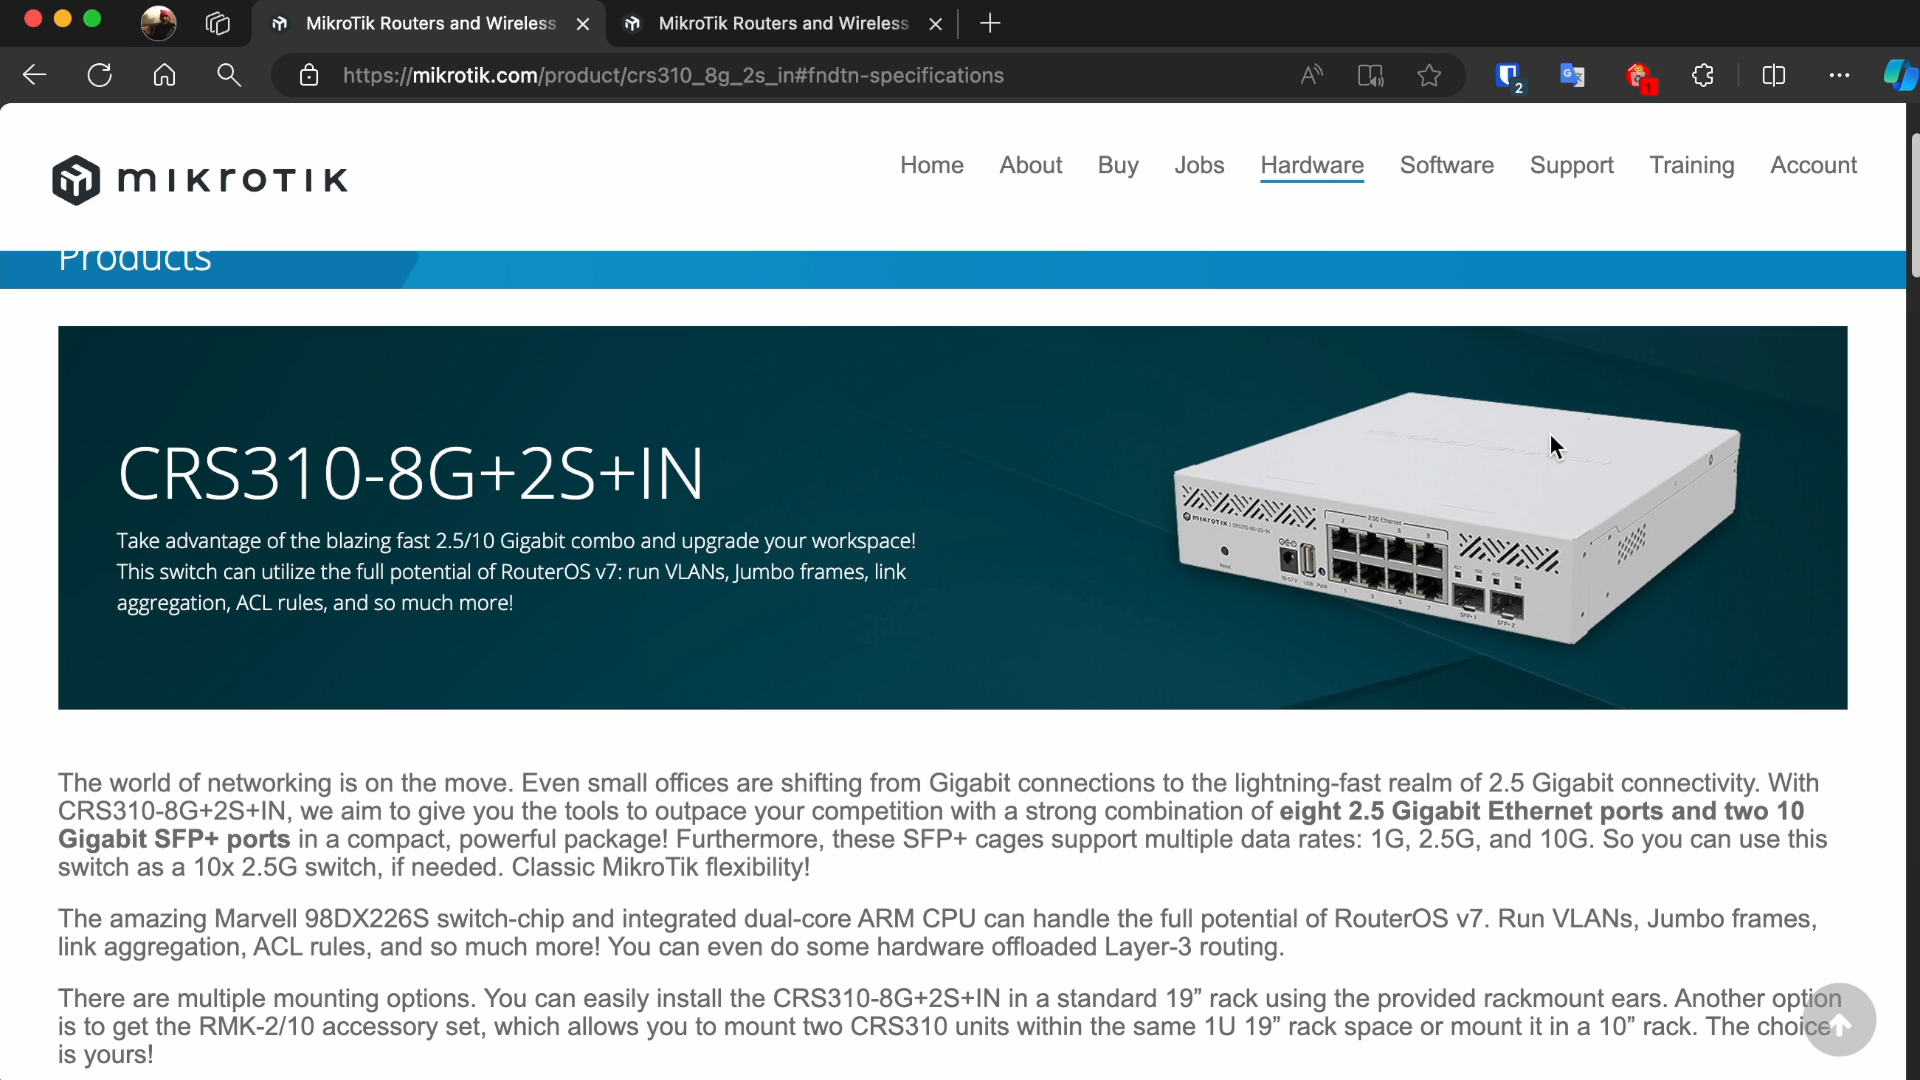 MikroTik Routers and Wireless
MikroTik Routers and Wireless
https://mikrotik.com/product/crs310_8g_2s_in#fndtn-specifications
2
1
mikrotik
Home
About
Buy
Jobs
Hardware
Software
Support
Training
Account
Products
CRS310-8G+2S+IN
Take advantage of the blazing fast 2.5/10 Gigabit combo and upgrade your workspace!
This switch can utilize the full potential of RouterOS v7: run VLANs, Jumbo frames, link
aggregation, ACL rules, and so much more!
2.5G Ethernet
mikrotik
Reset
USB
PWR
SFP+ 1
SFP+ 2
The world of networking is on the move. Even small offices are shifting from Gigabit connections to the lightning-fast realm of 2.5 Gigabit connectivity. With
CRS310-8G+2S+IN, we aim to give you the tools to outpace your competition with a strong combination of eight 2.5 Gigabit Ethernet ports and two 10
Gigabit SFP+ ports in a compact, powerful package! Furthermore, these SFP+ cages support multiple data rates: 1G, 2.5G, and 10G. So you can use this
switch as a 10x 2.5G switch, if needed. Classic MikroTik flexibility!
The amazing Marvell 98DX226S switch-chip and integrated dual-core ARM CPU can handle the full potential of RouterOS v7. Run VLANs, Jumbo frames,
link aggregation, ACL rules, and so much more! You can even do some hardware offloaded Layer-3 routing.
There are multiple mounting options. You can easily install the CRS310-8G+2S+IN in a standard 19” rack using the provided rackmount ears. Another option
is to get the RMK-2/10 accessory set, which allows you to mount two CRS310 units within the same 1U 19” rack space or mount it in a 10” rack. The choice
is yours!